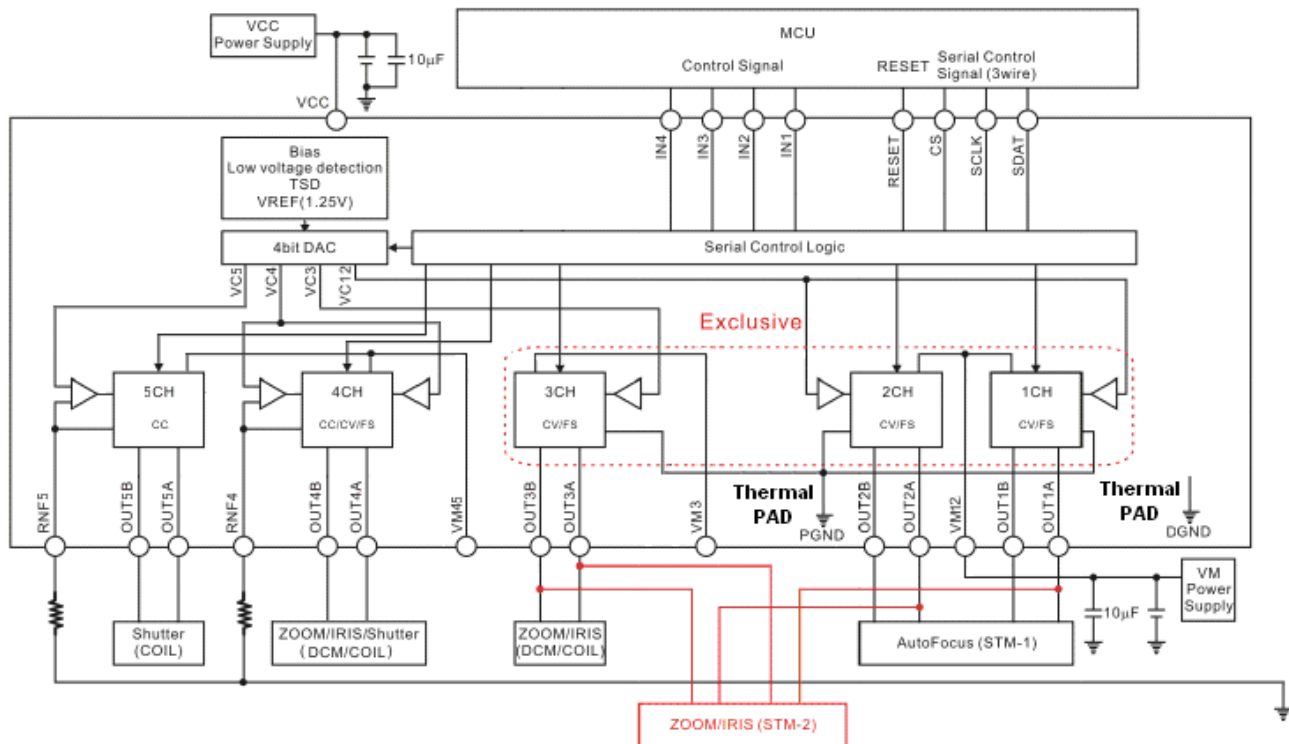 VCC
Power Supply
10μF
VCC
MCU
Control Signal
RESET
Serial Control
Signal (3wire)
IN4
IN3
IN2
IN1
RESET
CS
SCLK
SDAT
Bias
Low voltage detection
TSD
VREF(1.25V)
4bit DAC
Serial Control Logic
VC5
VC4
VC3
VC12
Exclusive
5CH
CC
4CH
CC/CV/FS
3CH
CV/FS
2CH
CV/FS
1CH
CV/FS
RNF5
OUT5B
OUT5A
RNF4
OUT4B
OUT4A
VM45
OUT3B
OUT3A
VM3
Thermal
PAD
PGND
OUT2B
OUT2A
VM12
OUT1B
OUT1A
Thermal
PAD
DGND
VM
Power
Supply
10μF
Shutter
(COIL)
ZOOM/IRIS/Shutter
(DCM/COIL)
ZOOM/IRIS
(DCM/COIL)
AutoFocus (STM-1)
ZOOM/IRIS (STM-2)